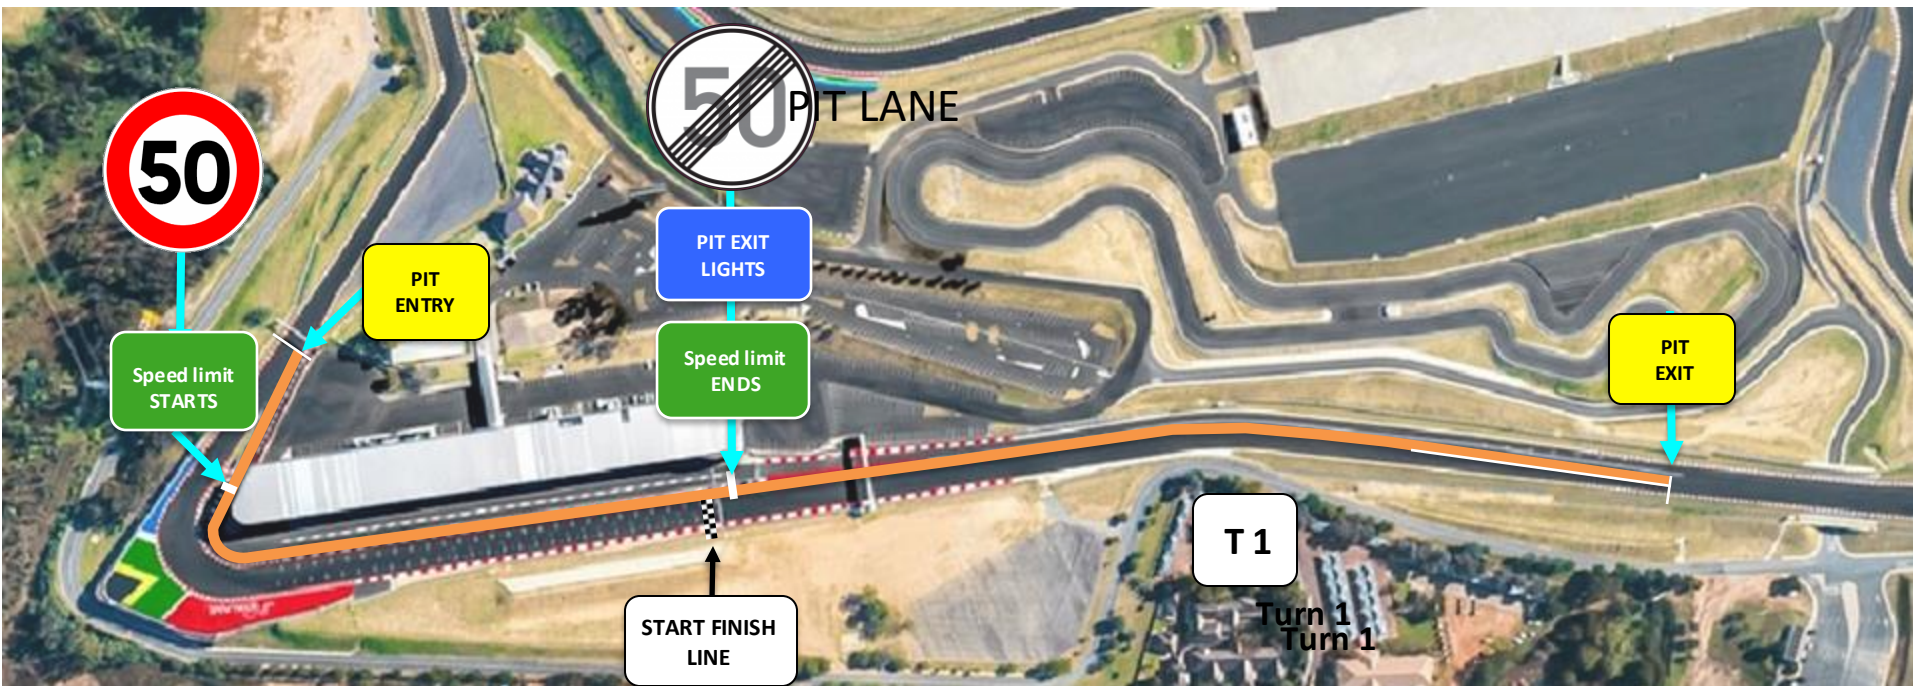 50
50
PIT LANE
PIT EXIT
LIGHTS
PIT
ENTRY
Speed limit
STARTS
Speed limit
ENDS
PIT
EXIT
T 1
Turn 1
Turn 1
START FINISH
LINE